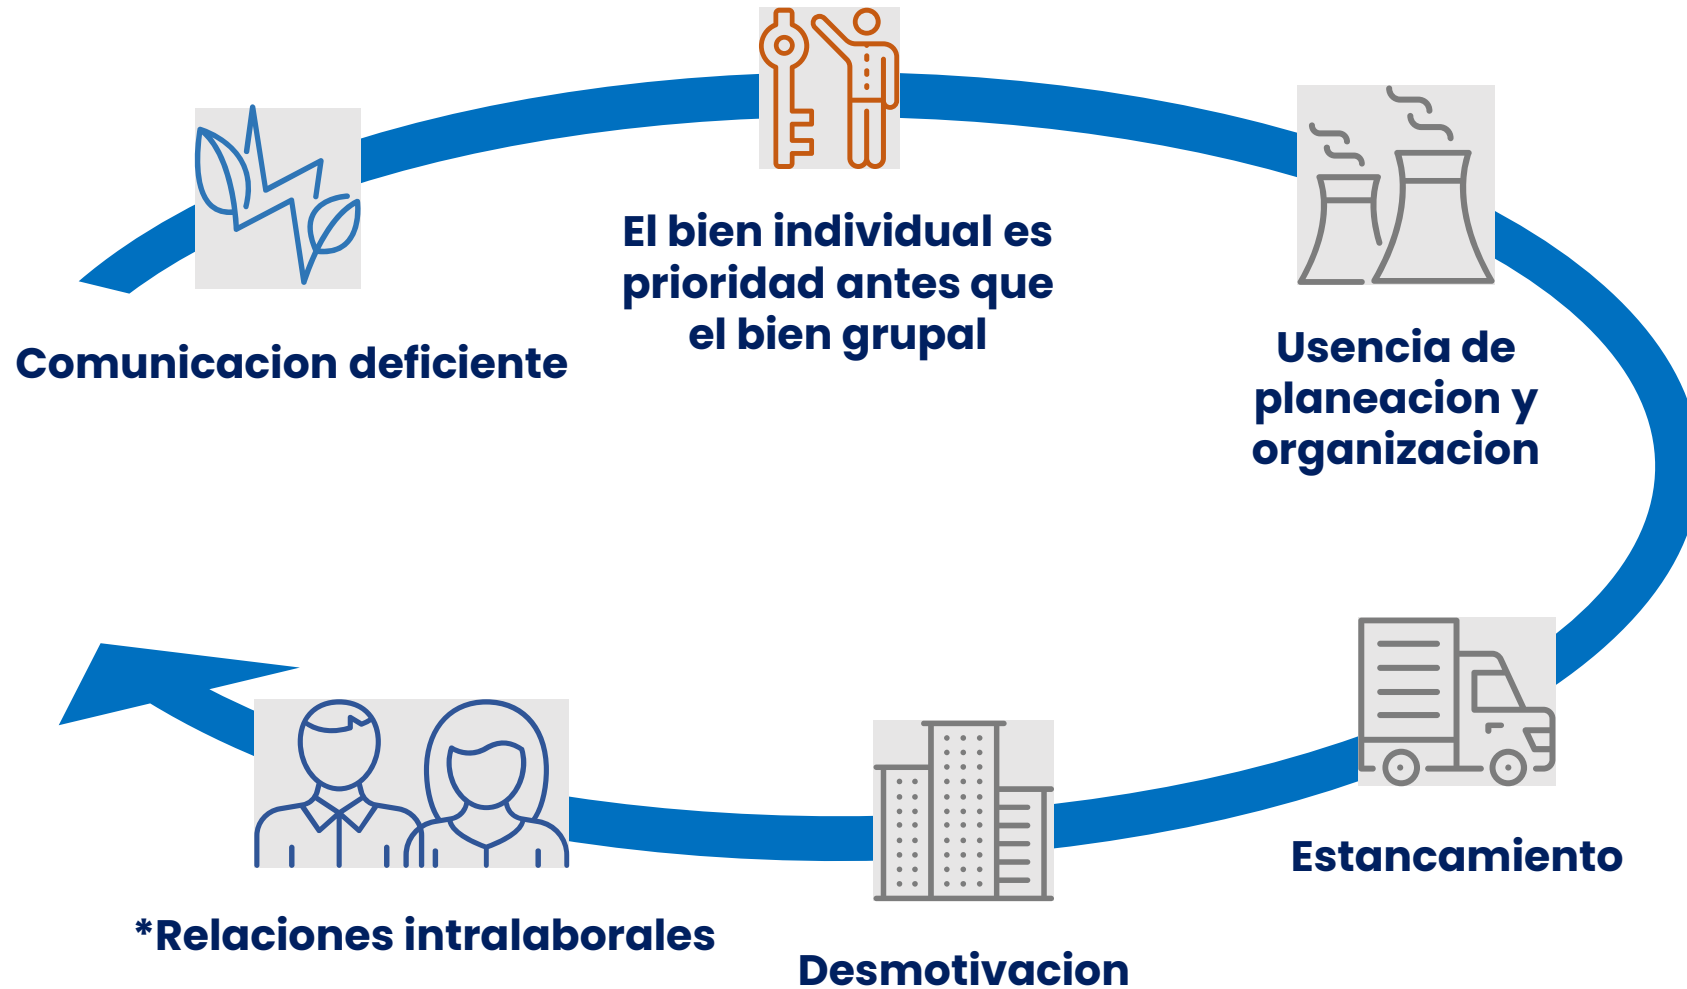 Comunicacion deficiente
El bien individual es
prioridad antes que
el bien grupal
Usencia de
planeacion y
organizacion
Estancamiento
Desmotivacion
*Relaciones intralaborales